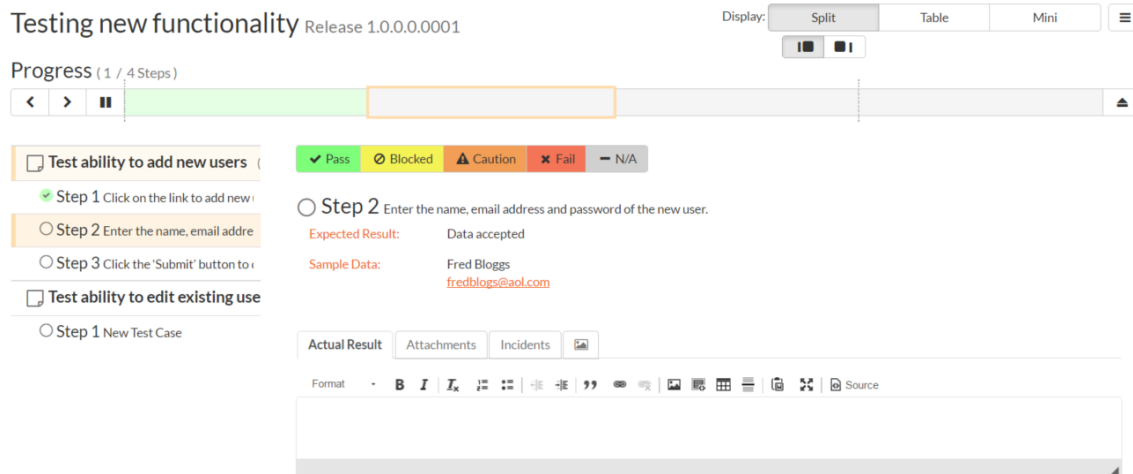 Testing new functionality Release 1.0.0.0.0001
Display: Split Table Mini
Progress ( 1 / 4 Steps )
Test ability to add new users (
Step 1 Click on the link to add new
Step 2 Enter the name, email addre
Step 3 Click the 'Submit' button to
Test ability to edit existing use
Step 1 New Test Case
Pass Blocked Caution Fail N/A
Step 2 Enter the name, email address and password of the new user.
Expected Result: Data accepted
Sample Data: Fred Bloggs
fredblogs@aol.com
Actual Result Attachments Incidents
Format B I Tx Source